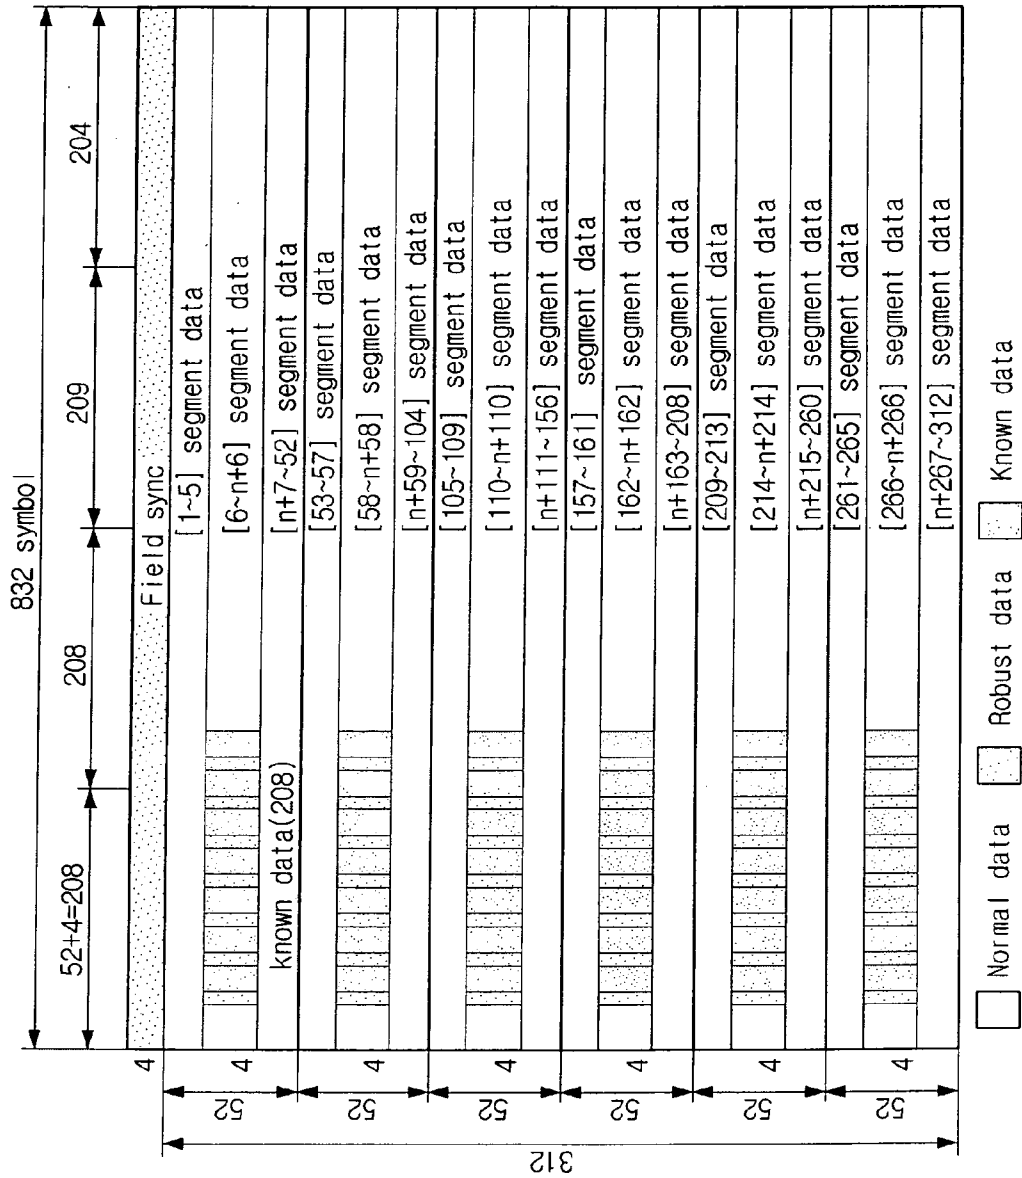 832 symbol
52+4=208
208
209
204
4
Field sync
[1~5] segment data
4
[6~n+6] segment data
known data(208)
[n+7~52] segment data
[53~57] segment data
4
[58~n+58] segment data
[n+59~104] segment data
[105~109] segment data
4
[110~n+110] segment data
[n+111~156] segment data
[157~161] segment data
4
[162~n+162] segment data
[n+163~208] segment data
[209~213] segment data
4
[214~n+214] segment data
[n+215~260] segment data
[261~265] segment data
4
[266~n+266] segment data
[n+267~312] segment data
52
52
52
52
52
52
312
Normal data
Robust data
Known data